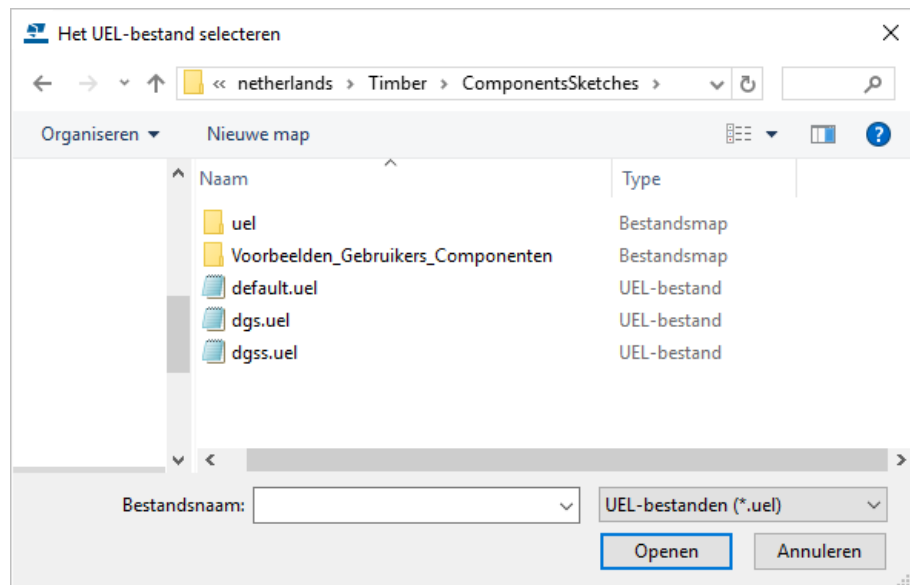 Het UEL-bestand selecteren
« netherlands > Timber > ComponentsSketches >
Organiseren Nieuwe map
Naam Type
uel Bestandsmap
Voorbeelden_Gebruikers_Componenten Bestandsmap
default.uel UEL-bestand
dgs.uel UEL-bestand
dgss.uel UEL-bestand
Bestandsnaam: UEL-bestanden (*.uel)
Openen Annuleren